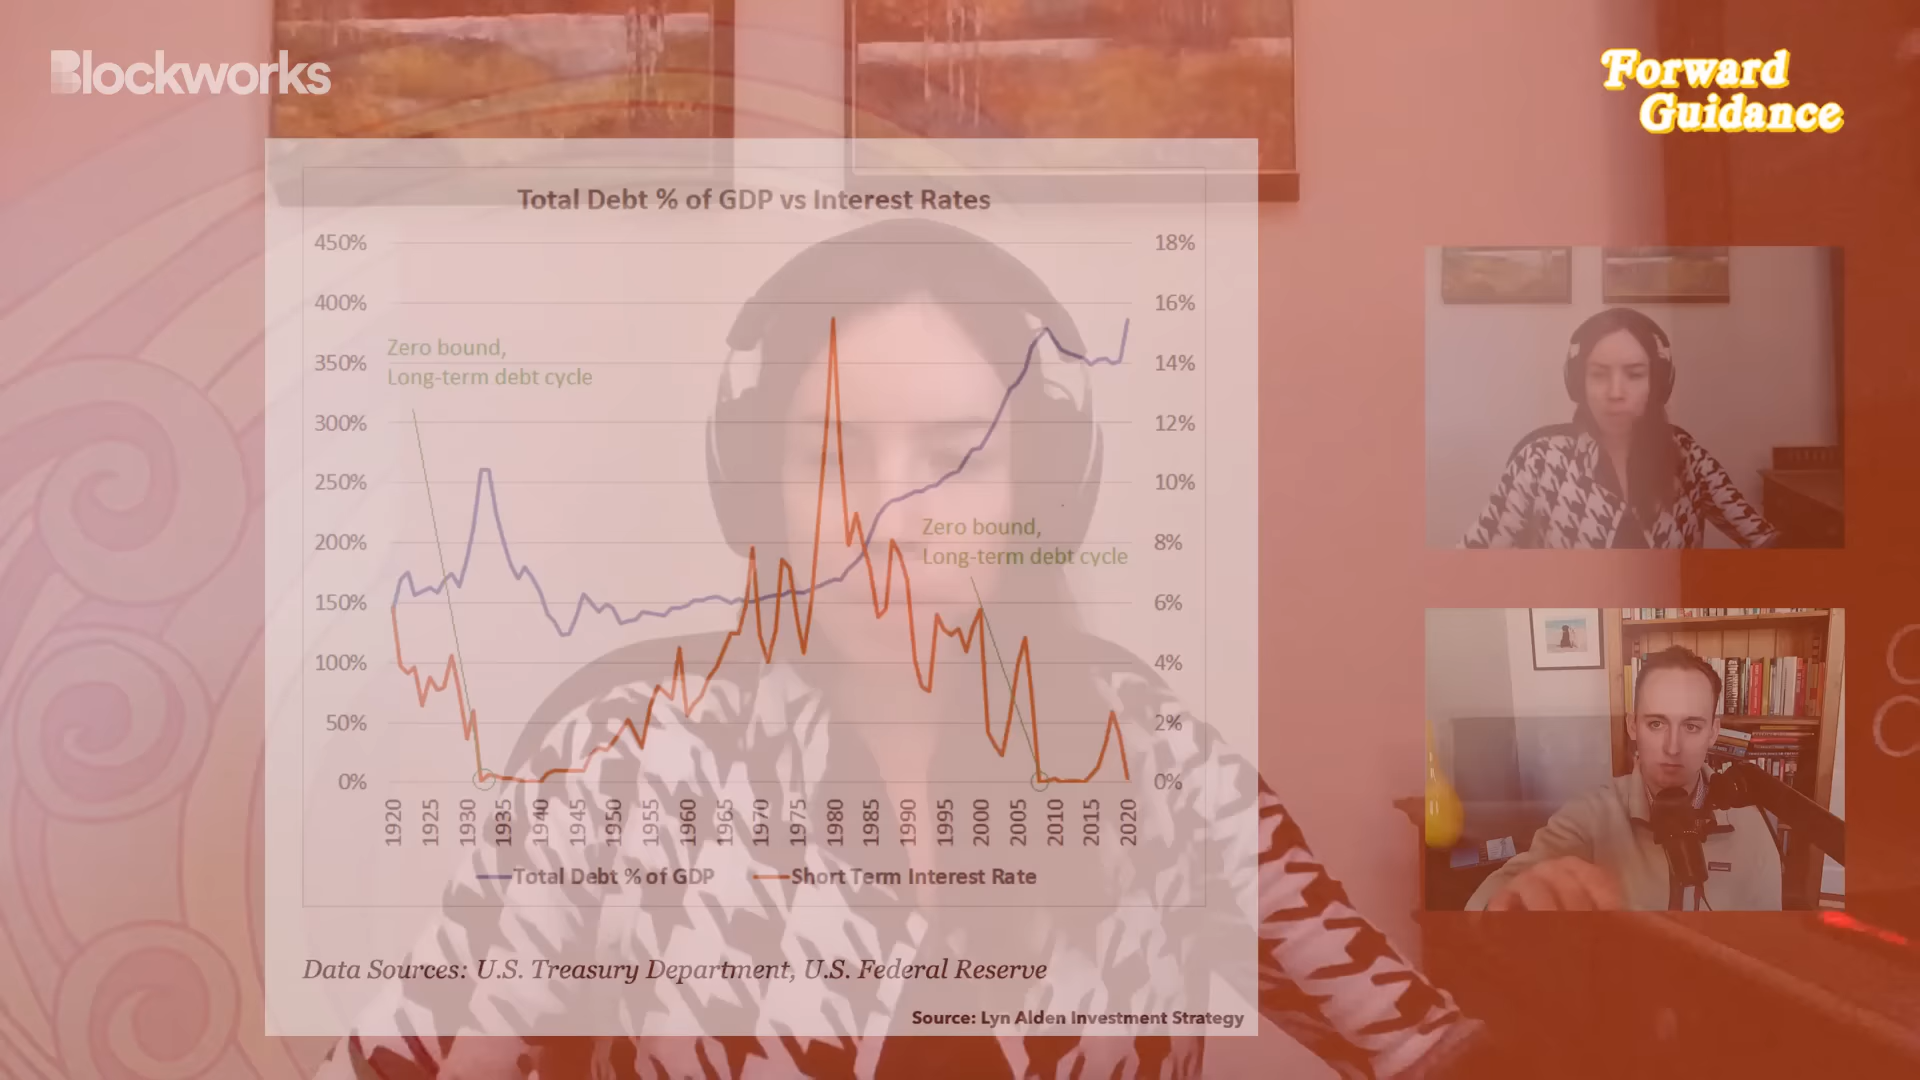 Blockworks
Forward
Guidance
Total Debt % of GDP vs Interest Rates
450%
400%
350%
300%
250%
200%
150%
100%
50%
0%
18%
16%
14%
12%
10%
8%
6%
4%
2%
0%
Zero bound,
Long-term debt cycle
Zero bound,
Long-term debt cycle
1920 1925 1930 1935 1940 1945 1950 1955 1960 1965 1970 1975 1980 1985 1990 1995 2000 2005 2010 2015 2020
Total Debt % of GDP Short Term Interest Rate
Data Sources: U.S. Treasury Department, U.S. Federal Reserve
Source: Lyn Alden Investment Strategy